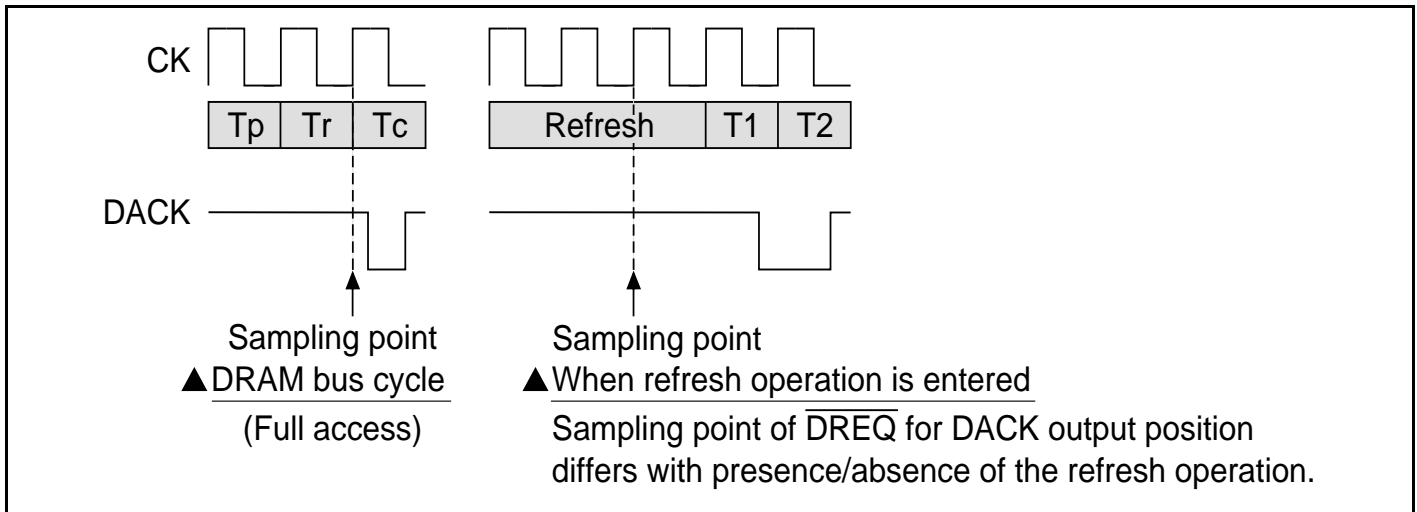 CK
Tp Tr Tc Refresh T1 T2
DACK
Sampling point
▲DRAM bus cycle
(Full access)
Sampling point
▲When refresh operation is entered
Sampling point of D̅R̅E̅Q̅ for DACK output position
differs with presence/absence of the refresh operation.